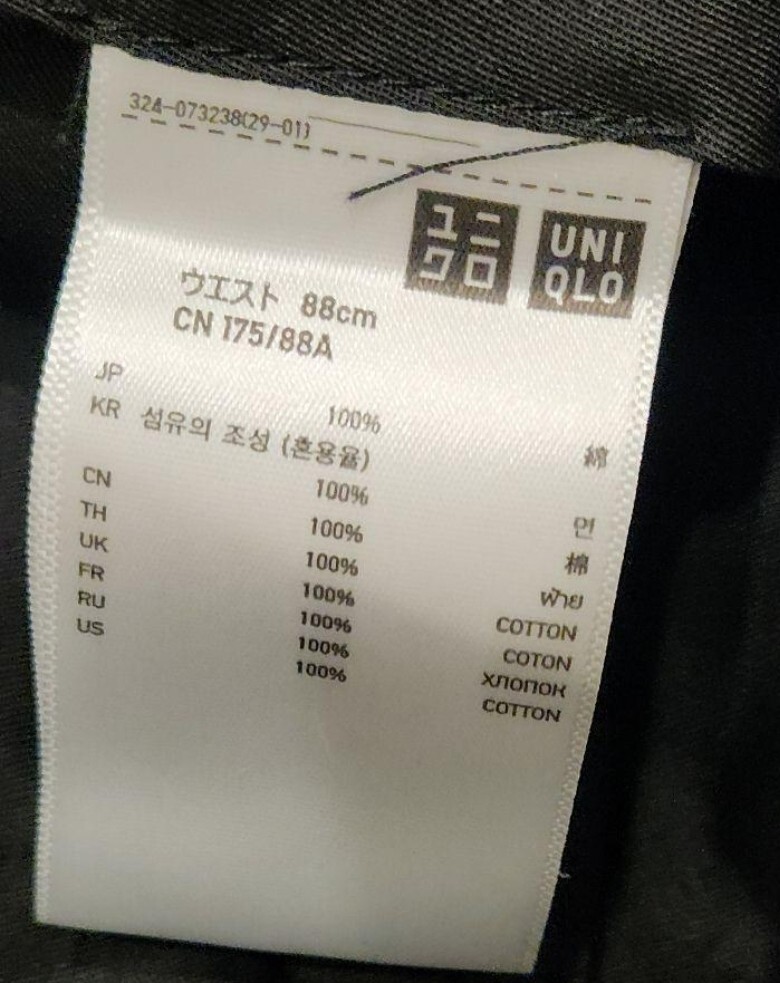 324-073238(29-01)
ユニ
クロ
UNI
QLO
ウエスト 88cm
CN 175/88A
JP 100% 綿
KR 섬유의 조성 (혼용율)
100% 면
CN 100% 棉
TH 100% ฝ้าย
UK 100% COTTON
FR 100% COTON
RU 100% ХЛОПОК
US 100% COTTON